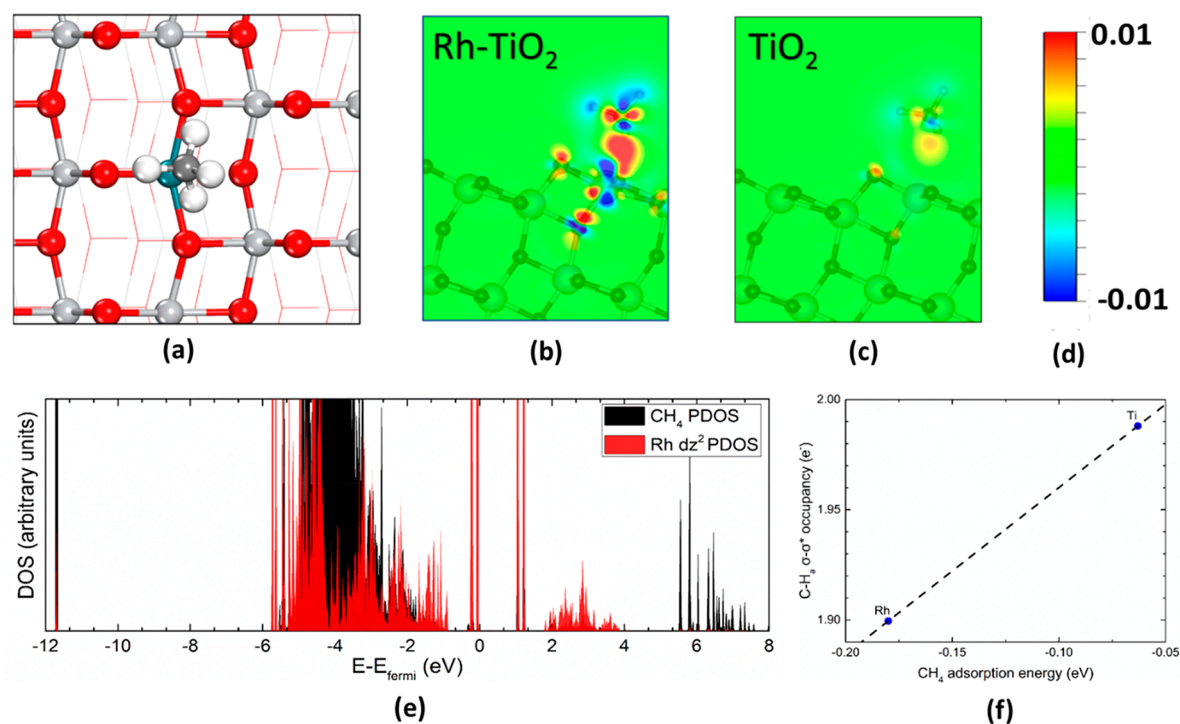 Rh-TiO₂
TiO₂
0.01
-0.01
(a)
(b)
(c)
(d)
DOS (arbitrary units)
CH₄ PDOS
Rh dz² PDOS
-12 -10 -8 -6 -4 -2 0 2 4 6 8
E-E_fermi (eV)
(e)
C-Hₐ σ-σ* occupancy (e⁻)
2.00
1.95
1.90
Ti
Rh
-0.20 -0.15 -0.10 -0.05
CH₄ adsorption energy (eV)
(f)